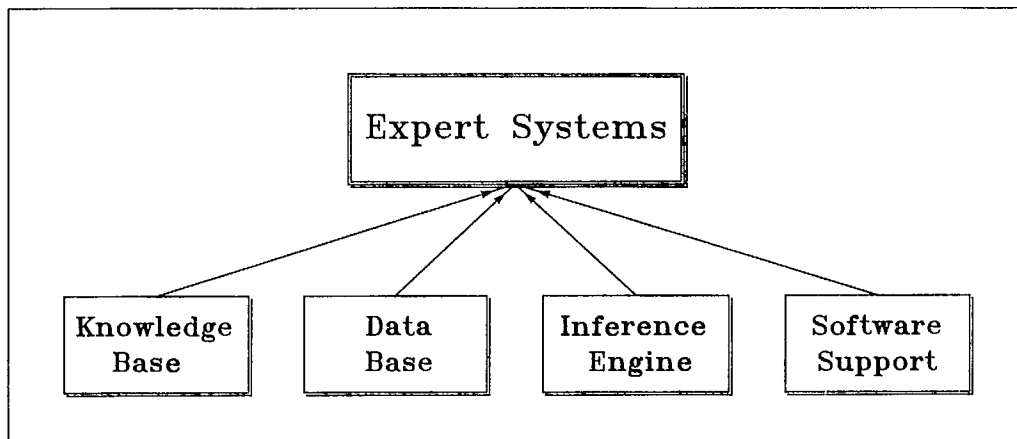 Expert Systems
Knowledge
Base
Data
Base
Inference
Engine
Software
Support